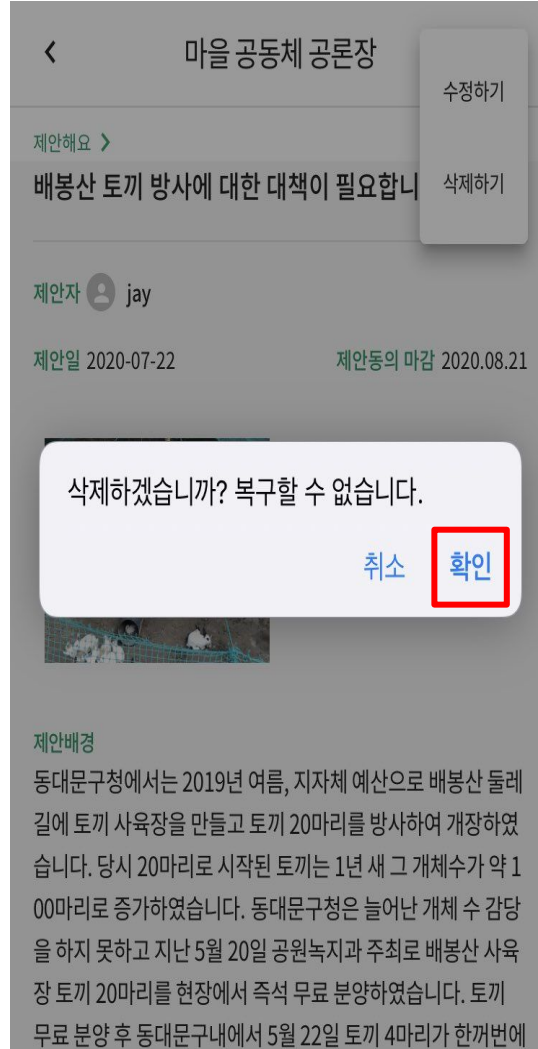 마을 공동체 공론장
수정하기
제안해요
배봉산 토끼 방사에 대한 대책이 필요합니
삭제하기
제안자 jay
제안일 2020-07-22 제안동의 마감 2020.08.21
삭제하겠습니까? 복구할 수 없습니다.
취소 확인
제안배경
동대문구청에서는 2019년 여름, 지자체 예산으로 배봉산 둘레
길에 토끼 사육장을 만들고 토끼 20마리를 방사하여 개장하였
습니다. 당시 20마리로 시작된 토끼는 1년 새 그 개체수가 약 1
00마리로 증가하였습니다. 동대문구청은 늘어난 개체 수 감당
을 하지 못하고 지난 5월 20일 공원녹지과 주최로 배봉산 사육
장 토끼 20마리를 현장에서 즉석 무료 분양하였습니다. 토끼
무료 분양 후 동대문구내에서 5월 22일 토끼 4마리가 한꺼번에